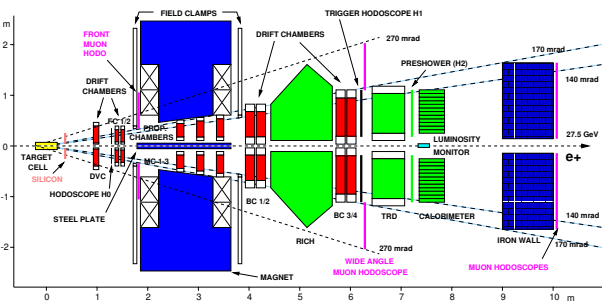 m
FIELD CLAMPS
TRIGGER HODOSCOPE H1
FRONT
MUON
HODO
DRIFT CHAMBERS
270 mrad
170 mrad
PRESHOWER (H2)
140 mrad
DRIFT
CHAMBERS
FC 1/2
PROP.
CHAMBERS
LUMINOSITY
MONITOR
27.5 GeV
e+
TARGET
CELL
SILICON
DVC
MC 1-3
HODOSCOPE H0
STEEL PLATE
BC 1/2
BC 3/4
TRD
CALORIMETER
RICH
140 mrad
IRON WALL
170 mrad
270 mrad
WIDE ANGLE
MUON HODOSCOPE
MUON HODOSCOPES
MAGNET
2
1
0
-1
-2
0 1 2 3 4 5 6 7 8 9 10 m